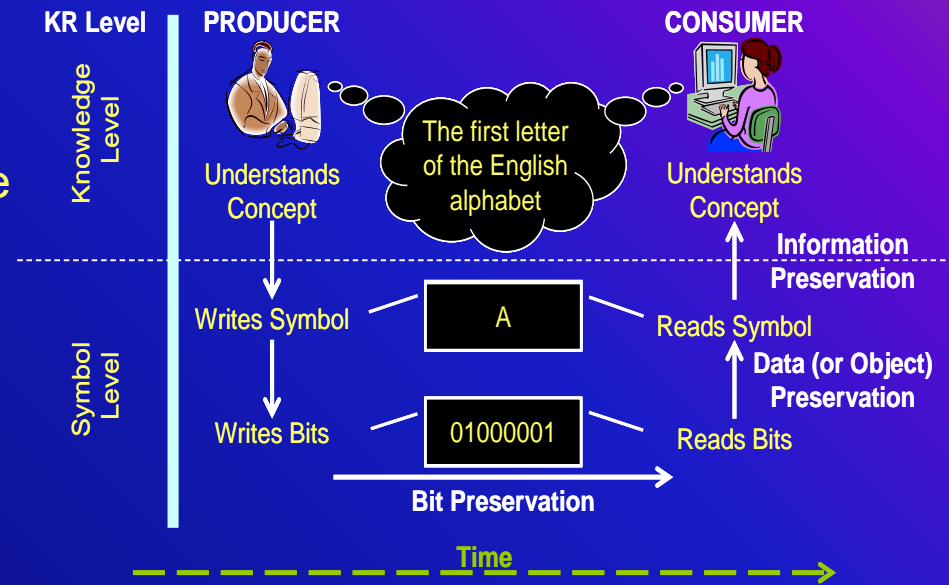 KR Level
PRODUCER
CONSUMER
Knowledge
Level
The first letter
of the English
alphabet
Understands
Concept
Understands
Concept
Information
Preservation
Symbol
Level
Writes Symbol
A
Reads Symbol
Data (or Object)
Preservation
Writes Bits
01000001
Reads Bits
Bit Preservation
Time